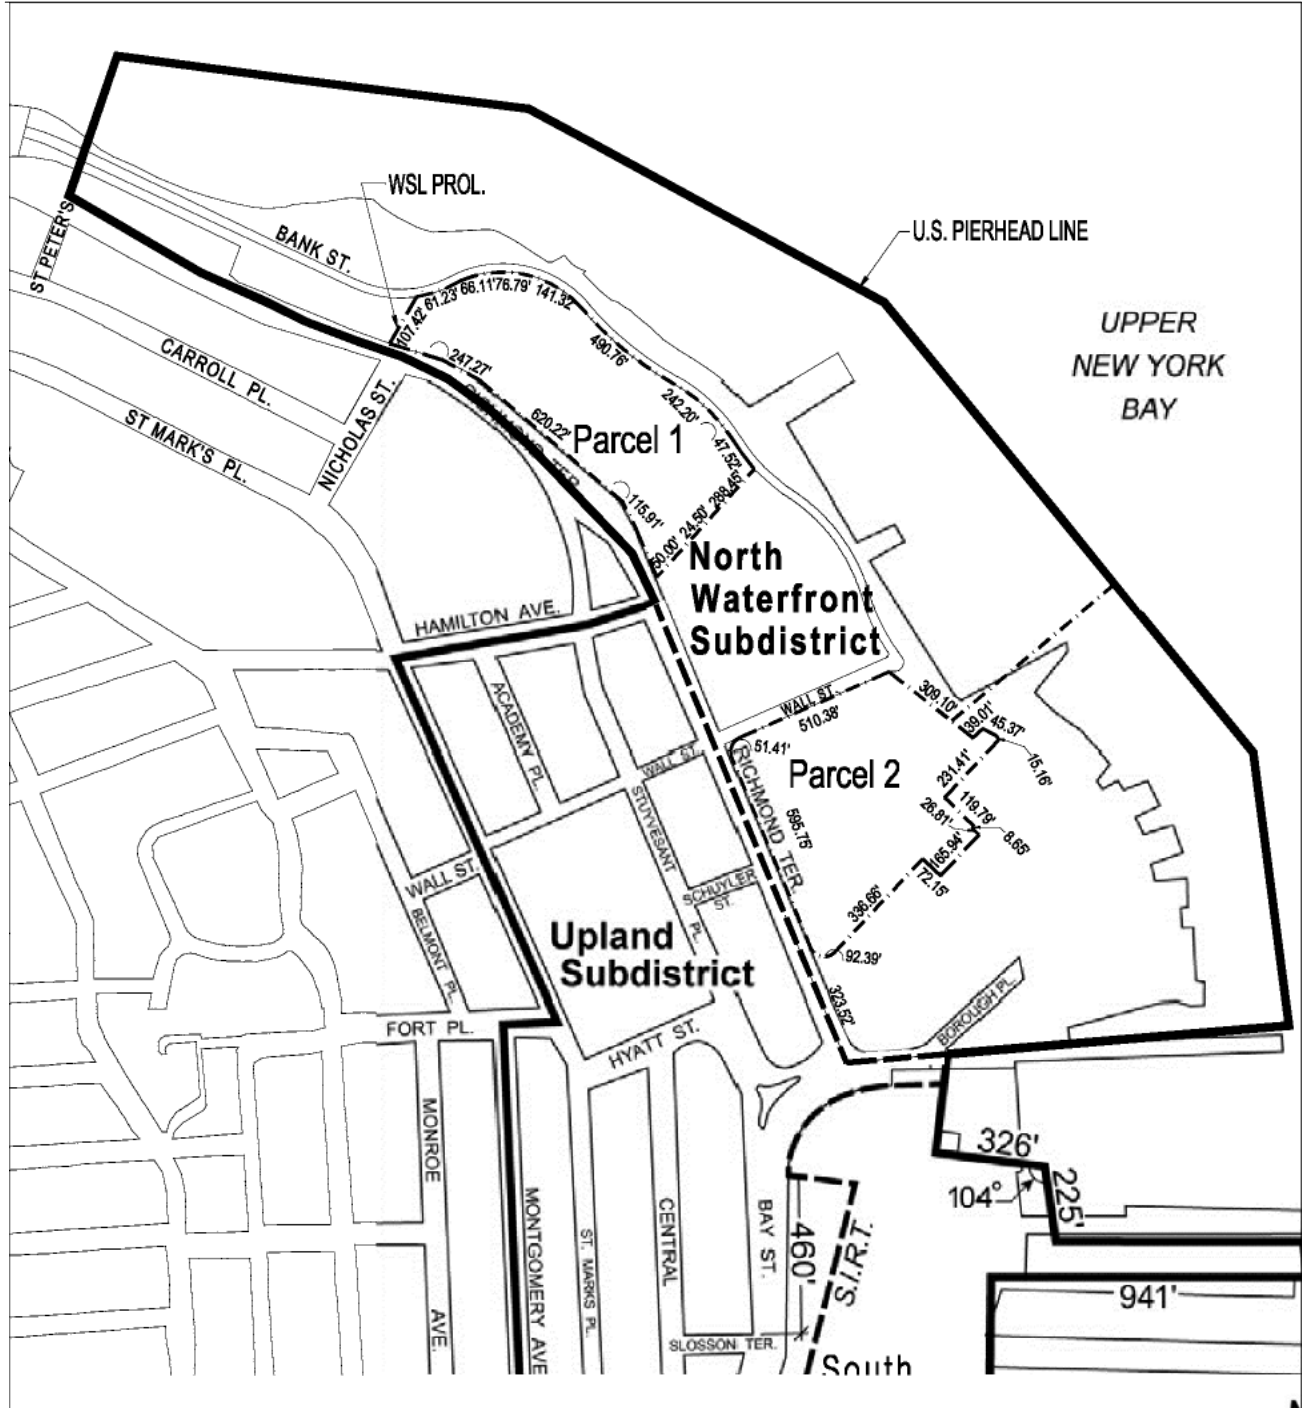 WSL PROL.
U.S. PIERHEAD LINE
ST PETER'S
BANK ST.
UPPER
NEW YORK
BAY
107.42'
61.23'
66.11'
76.79'
141.32'
490.76'
247.27'
CARROLL PL.
NICHOLAS ST.
ST MARK'S PL.
620.22'
Parcel 1
242.20'
47.52'
288.45'
24.50'
50.00'
115.91'
North
Waterfront
Subdistrict
HAMILTON AVE.
ACADEMY PL.
WALL ST.
510.38'
309.10'
39.01'
45.37'
15.16'
51.41'
WALL ST.
RICHMOND TER.
Parcel 2
231.41'
119.79'
26.81'
8.65'
165.94'
72.15'
STUYVESANT
PL.
595.75'
SCHUYLER
ST.
336.66'
92.39'
WALL ST.
BELMONT PL.
Upland
Subdistrict
323.52'
BOROUGH PL.
FORT PL.
HYATT ST.
326'
104°
225'
MONROE
AVE.
MONTGOMERY AVE
ST. MARKS PL.
CENTRAL
BAY ST.
460'
S.I.R.T.
941'
SLOSSON TER.
South